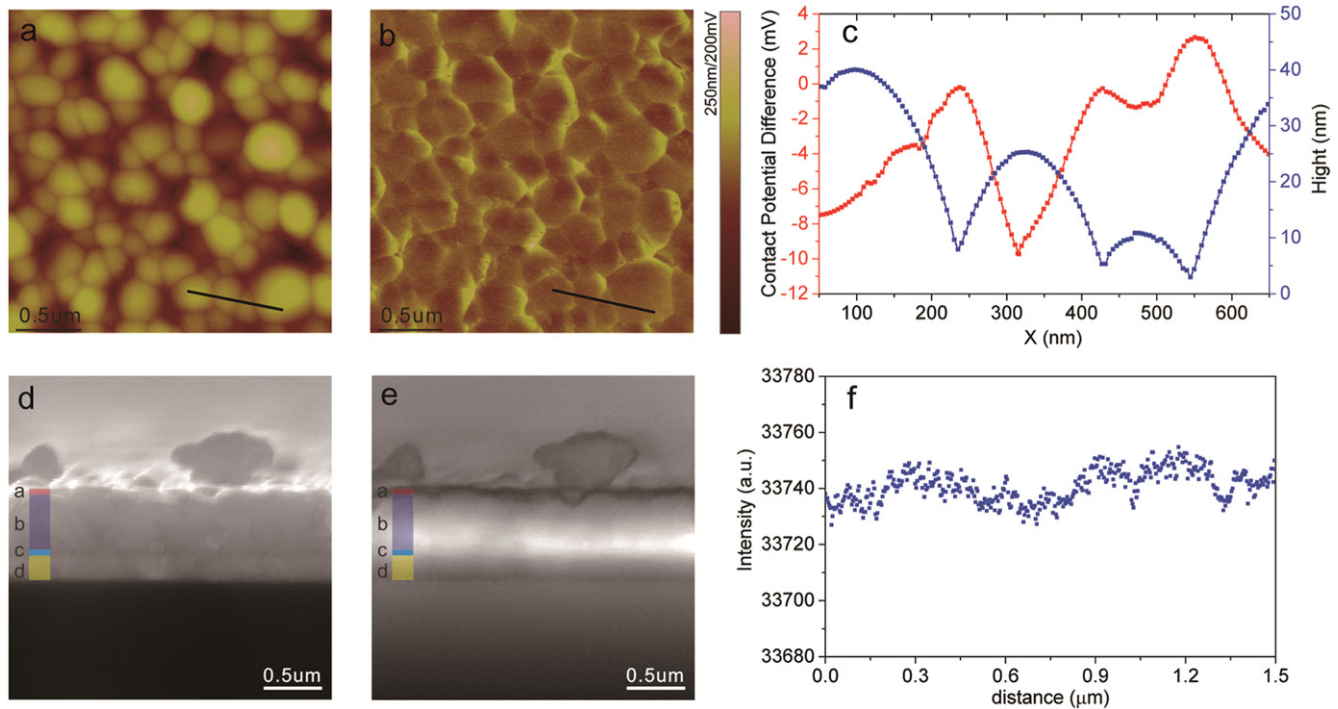 a
0.5um
b
0.5um
250nm/200mV
c
Contact Potential Difference (mV)
4
2
0
-2
-4
-6
-8
-10
-12
100 200 300 400 500 600
X (nm)
50
40
30
20
10
0
Hight (nm)
d
a
b
c
d
0.5um
e
a
b
c
d
0.5um
f
Intensity (a.u.)
33780
33760
33740
33720
33700
33680
0.0 0.3 0.6 0.9 1.2 1.5
distance (μm)